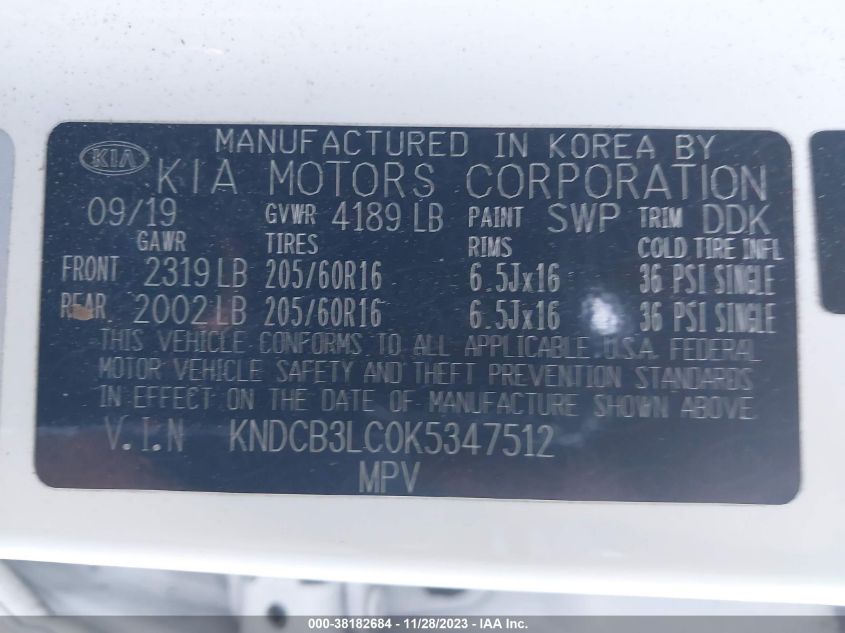 MANUFACTURED IN KOREA BY
KIA KIA MOTORS CORPORATION
09/19 GVWR 4189 LB PAINT SWP TRIM DDK
GAWR TIRES RIMS COLD TIRE INFL
FRONT 2319 LB 205/60R16 6.5Jx16 36 PSI SINGLE
REAR 2002 LB 205/60R16 6.5Jx16 36 PSI SINGLE
THIS VEHICLE CONFORMS TO ALL APPLICABLE U.S.A. FEDERAL
MOTOR VEHICLE SAFETY AND THEFT PREVENTION STANDARDS
IN EFFECT ON THE DATE OF MANUFACTURE SHOWN ABOVE
V.I.N KNDCB3LC0K5347512
MPV
000-38182684 - 11/28/2023 - IAA Inc.